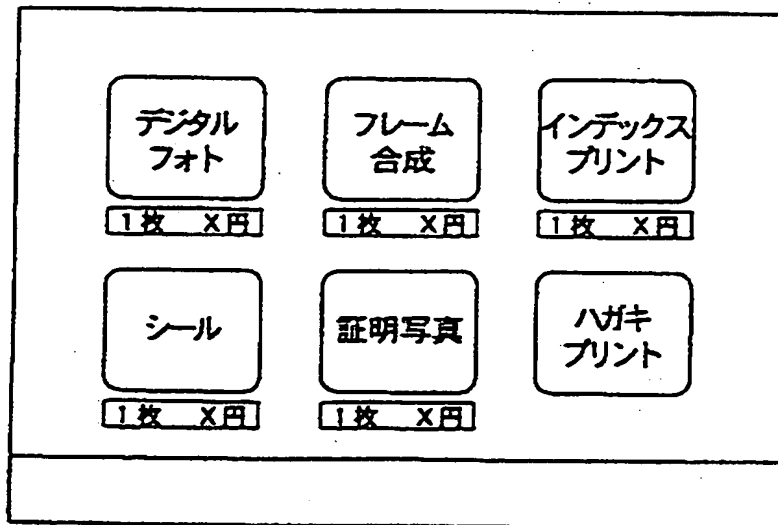 デジタル
フォト
フレーム
合成
インデックス
プリント
1枚 X円
1枚 X円
1枚 X円
シール
証明写真
ハガキ
プリント
1枚 X円
1枚 X円